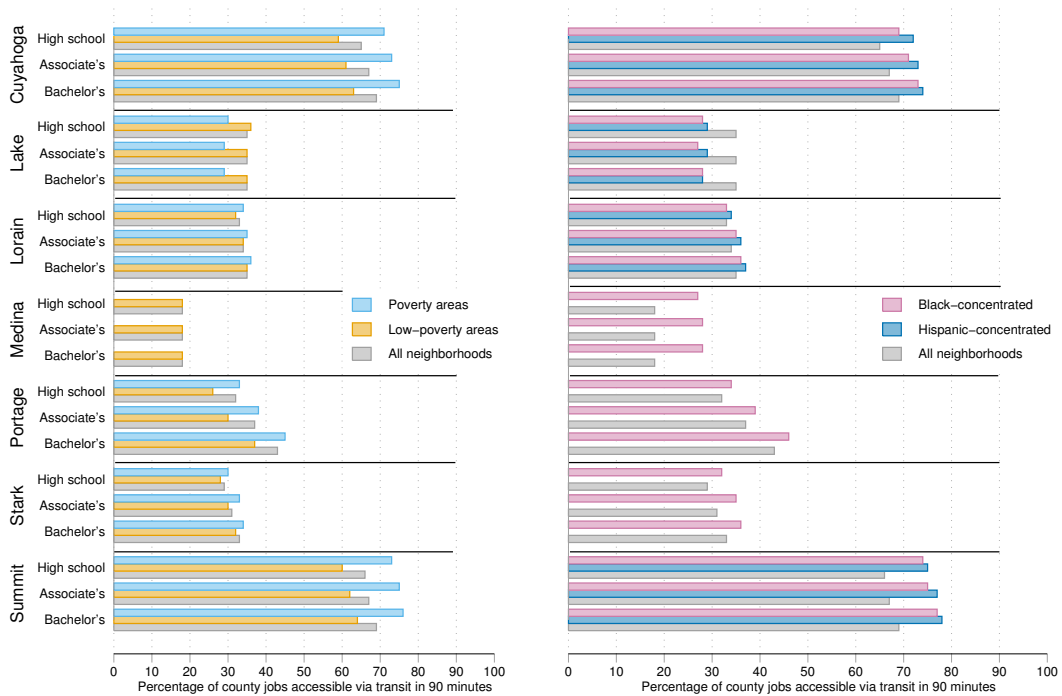 Cuyahoga
High school
Associate's
Bachelor's
Lake
High school
Associate's
Bachelor's
Lorain
High school
Associate's
Bachelor's
Medina
High school
Associate's
Bachelor's
Portage
High school
Associate's
Bachelor's
Stark
High school
Associate's
Bachelor's
Summit
High school
Associate's
Bachelor's
Poverty areas
Low−poverty areas
All neighborhoods
0 10 20 30 40 50 60 70 80 90 100
Percentage of county jobs accessible via transit in 90 minutes
Black−concentrated
Hispanic−concentrated
All neighborhoods
0 10 20 30 40 50 60 70 80 90 100
Percentage of county jobs accessible via transit in 90 minutes